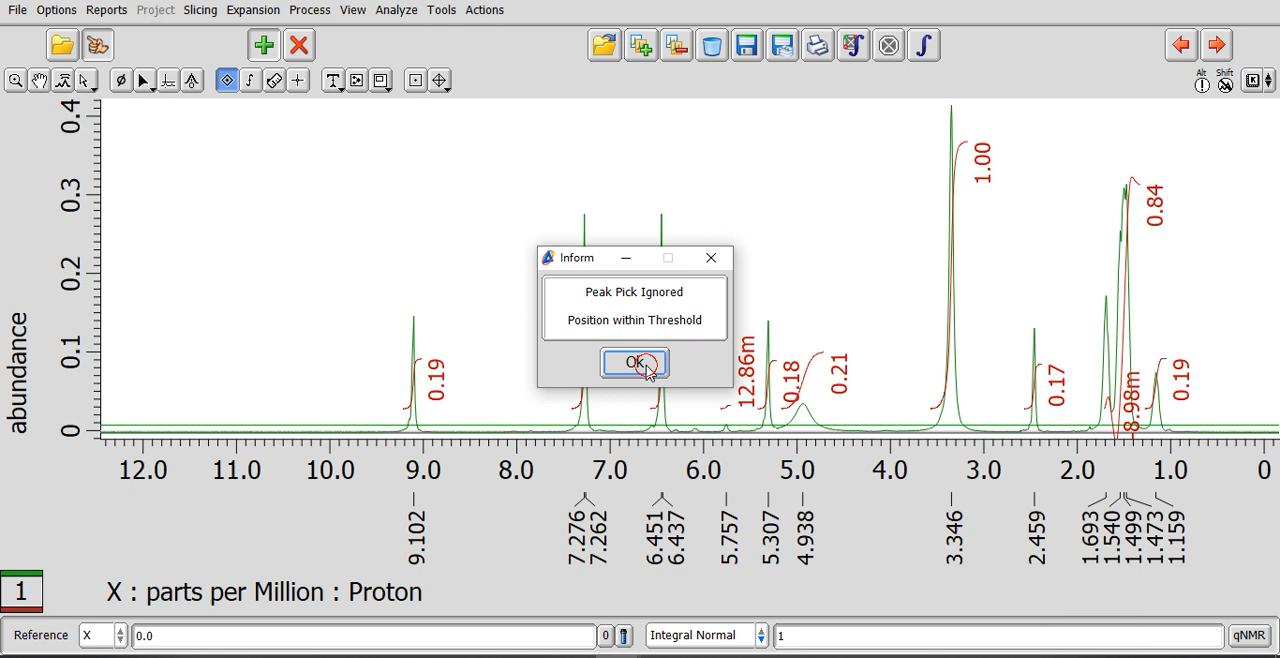 File Options Reports Project Slicing Expansion Process View Analyze Tools Actions
Alt Shift
K
0.4
0.3
0.2
0.1
0
abundance
1.00
0.84
0.19
12.86m
0.18
0.21
0.17
8.98m
0.19
Inform
Peak Pick Ignored
Position within Threshold
Ok
12.0 11.0 10.0 9.0 8.0 7.0 6.0 5.0 4.0 3.0 2.0 1.0 0
9.102 7.276 7.262 6.451 6.437 5.757 5.307 4.938 3.346 2.459 1.693 1.540 1.499 1.473 1.159
1
X : parts per Million : Proton
Reference X 0.0 0 Integral Normal 1 qNMR